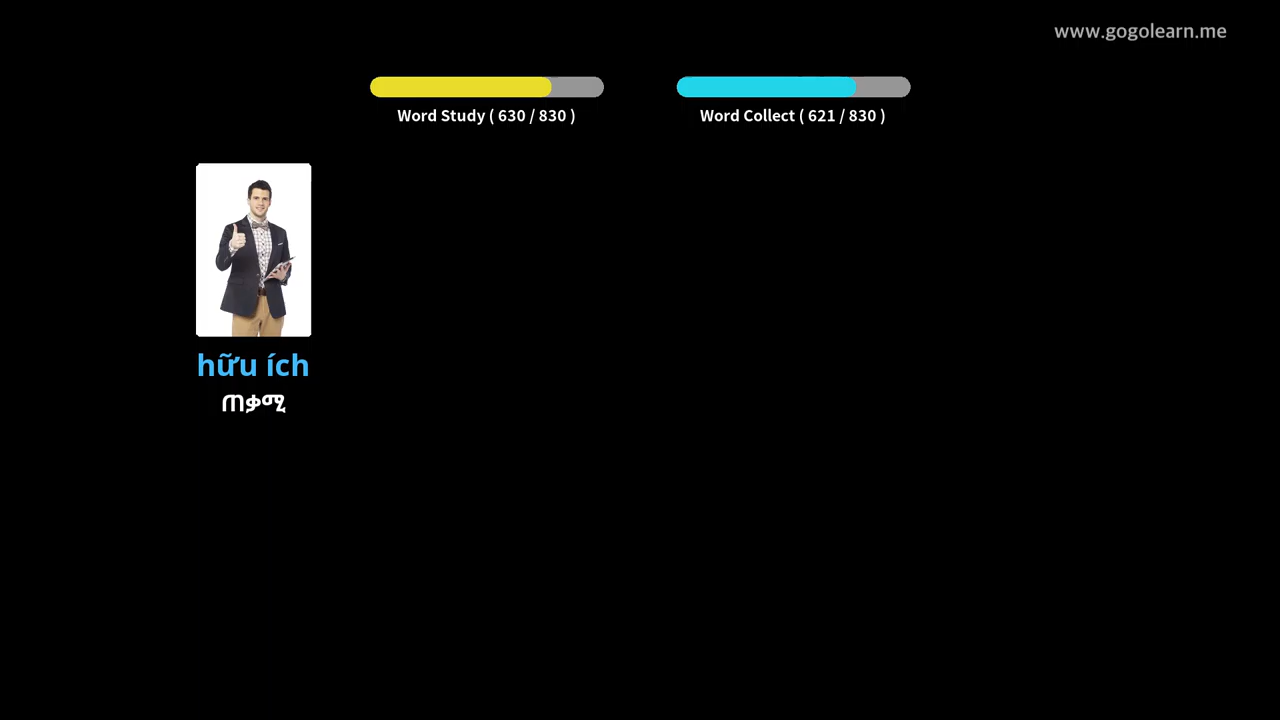 www.gogolearn.me
Word Study ( 630 / 830 )
Word Collect ( 621 / 830 )
hữu ích
ጠቃሚ